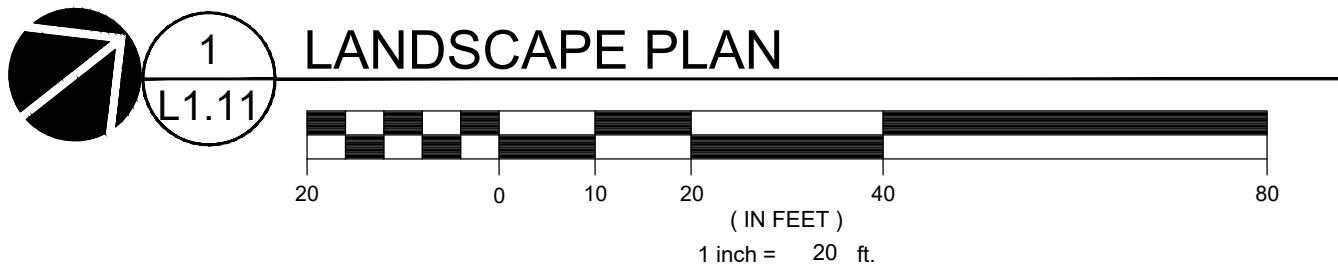 1
LANDSCAPE PLAN
L1.11
20 0 10 20 40 80
( IN FEET )
1 inch = 20 ft.